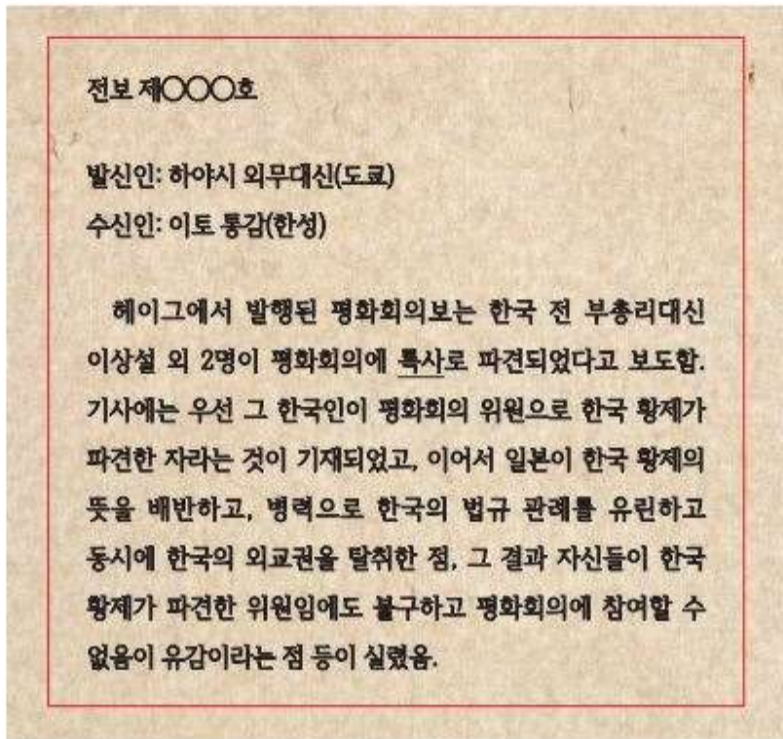 전보 제○○○호
발신인: 하야시 외무대신(도쿄)
수신인: 이토 통감(한성)
헤이그에서 발행된 평화회의보는 한국 전 부총리대신
이상설 외 2명이 평화회의에 특사로 파견되었다고 보도함.
기사에는 우선 그 한국인이 평화회의 위원으로 한국 황제가
파견한 자라는 것이 기재되었고, 이어서 일본이 한국 황제의
뜻을 배반하고, 병력으로 한국의 법규 관례를 유린하고
동시에 한국의 외교권을 탈취한 점, 그 결과 자신들이 한국
황제가 파견한 위원임에도 불구하고 평화회의에 참여할 수
없음이 유감이라는 점 등이 실렸음.